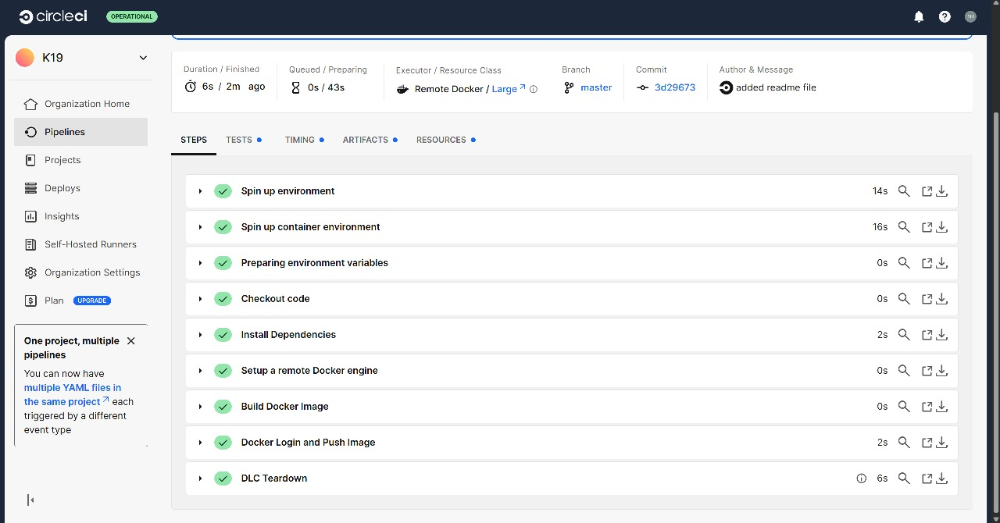 circleci
OPERATIONAL
SU
K19
Organization Home
Pipelines
Projects
Deploys
Insights
Self-Hosted Runners
Organization Settings
Plan UPGRADE
One project, multiple
pipelines
You can now have
multiple YAML files in
the same project each
triggered by a different
event type
Duration / Finished
6s / 2m ago
Queued / Preparing
0s / 43s
Executor / Resource Class
Remote Docker / Large
Branch
master
Commit
3d29673
Author & Message
added readme file
STEPS TESTS TIMING ARTIFACTS RESOURCES
Spin up environment 14s
Spin up container environment 16s
Preparing environment variables 0s
Checkout code 0s
Install Dependencies 2s
Setup a remote Docker engine 0s
Build Docker Image 0s
Docker Login and Push Image 2s
DLC Teardown 6s